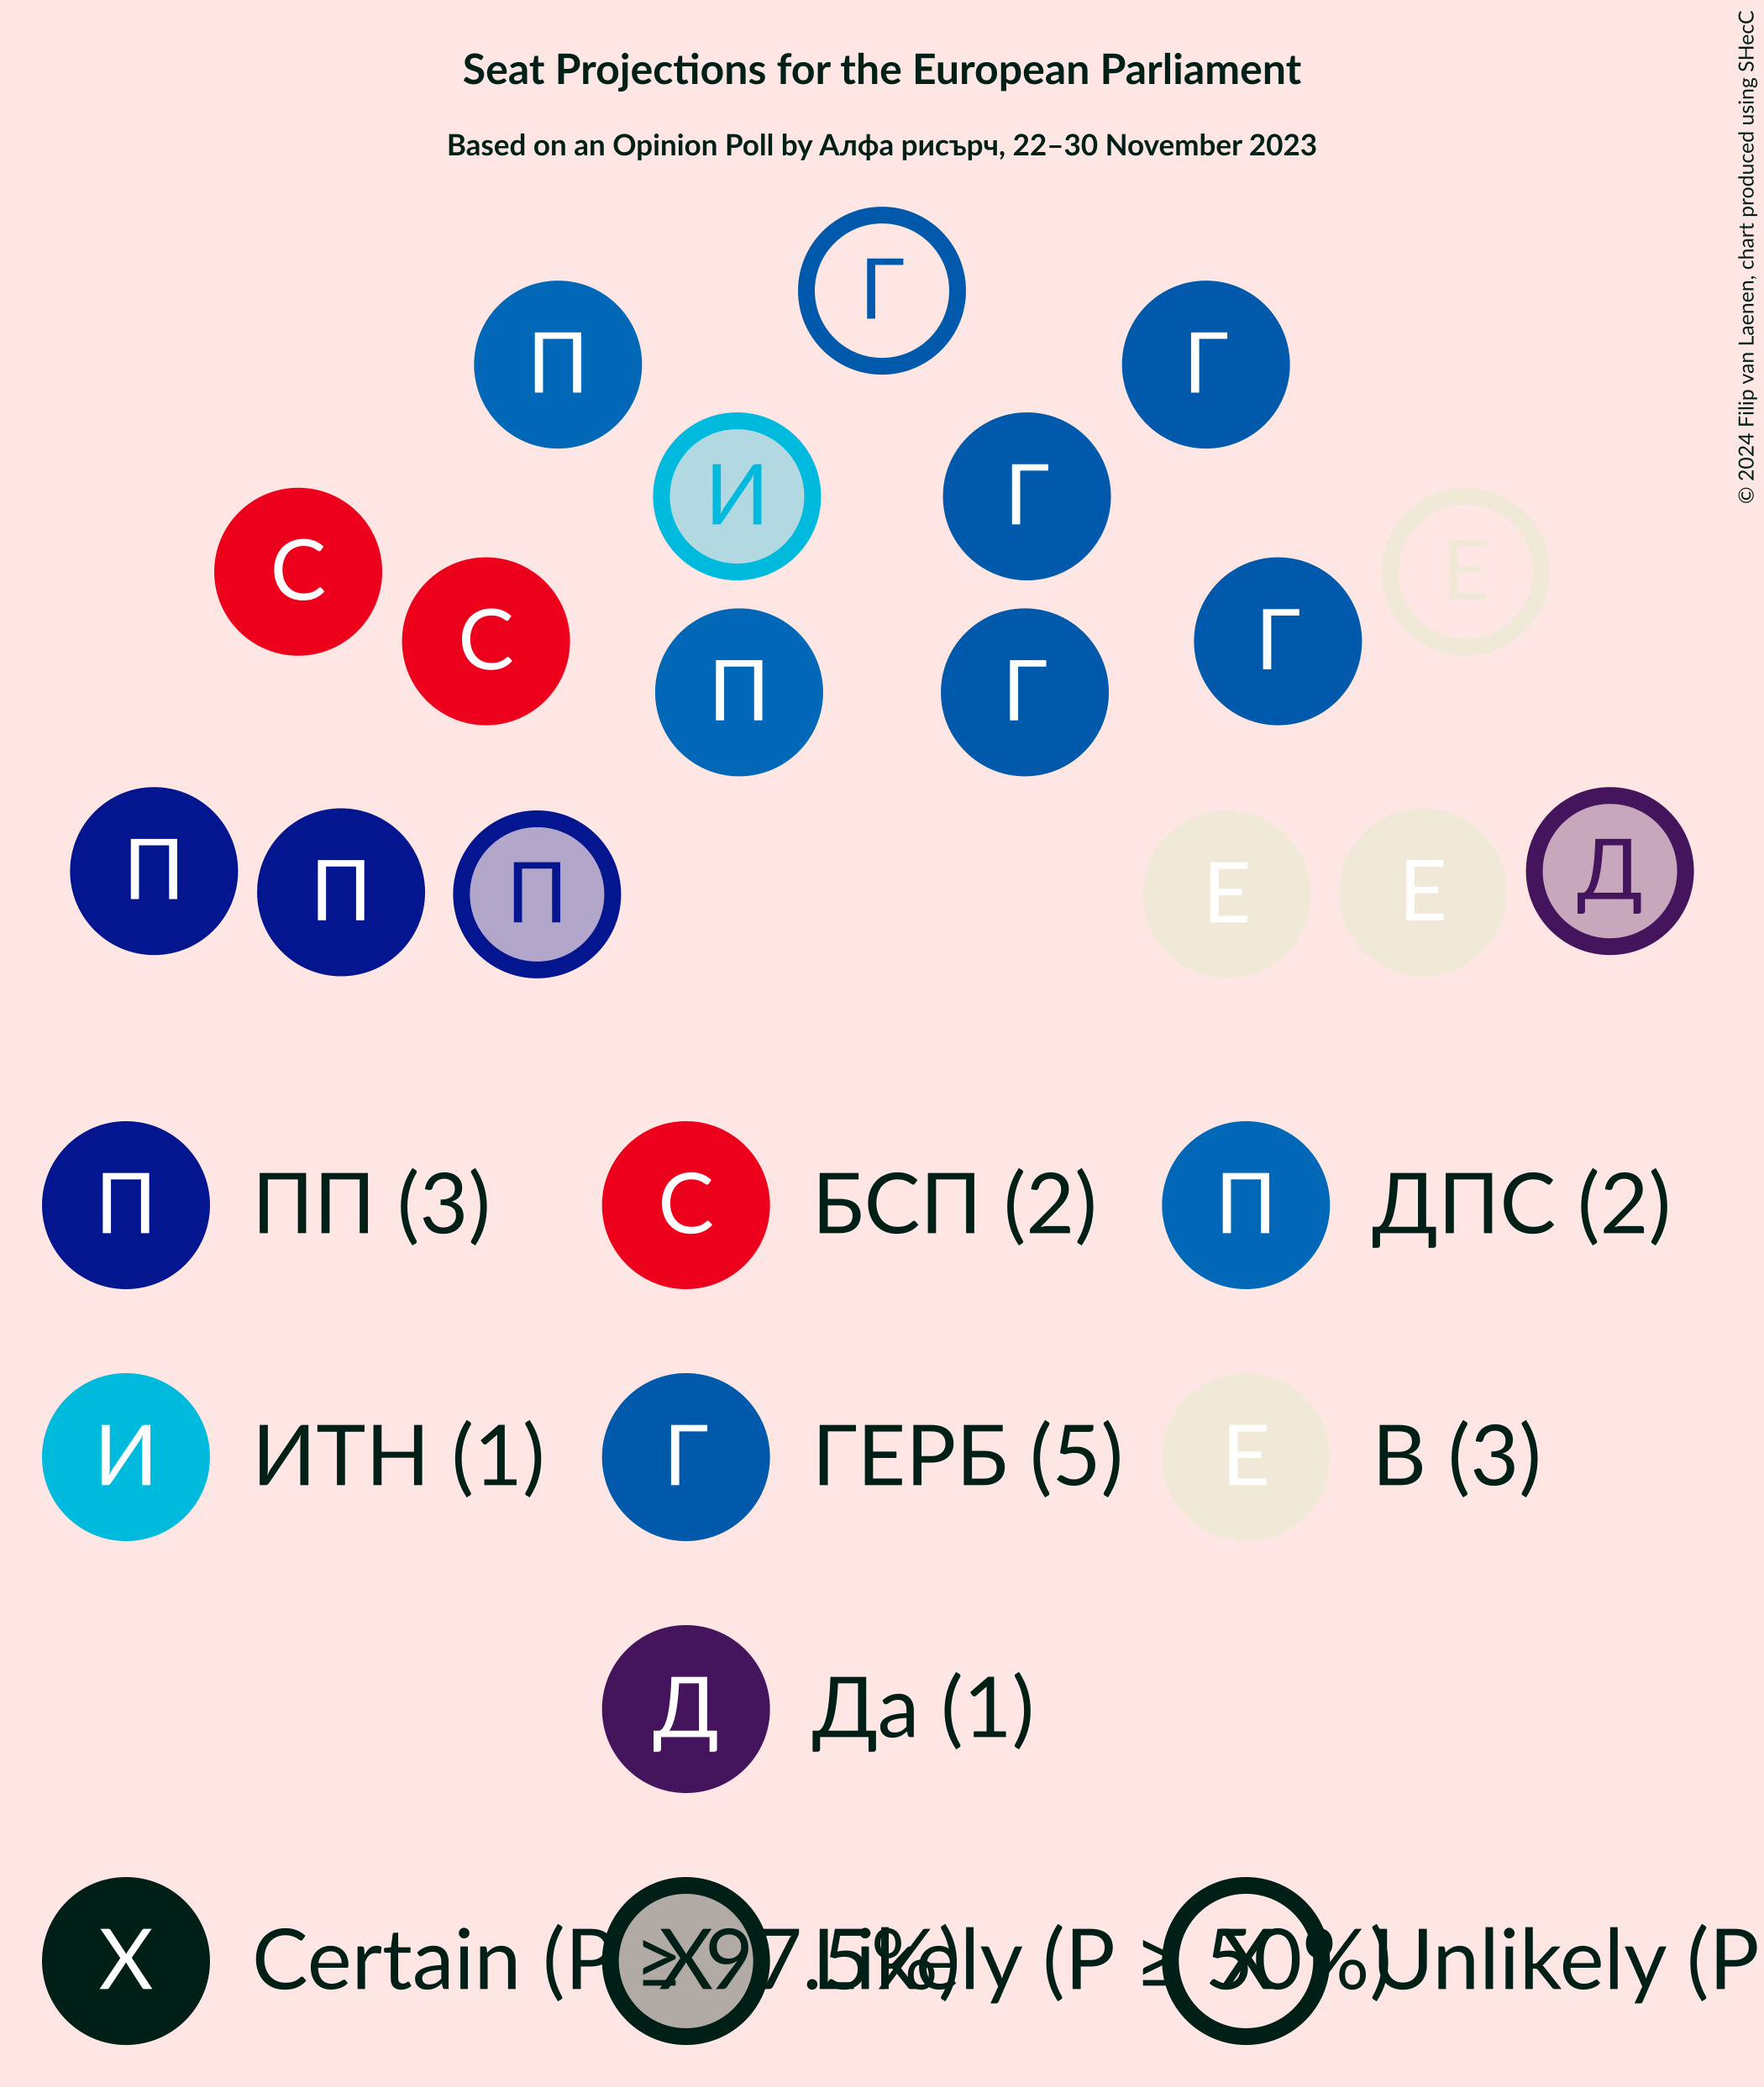 Seat Projections for the European Parliament
Based on an Opinion Poll by Алфа рисърч, 22–30 November 2023
© 2024 Filip van Laenen, chart produced using SHecC
Г
П Г
И Г
С Е
С Г
П Г
П Д
П Е
П Е
П ПП (3) С БСП (2) П ДПС (2)
И ИТН (1) Г ГЕРБ (5) Е В (3)
Д Да (1)
X Certain (P ≥ 97.5%) X Likely (P ≥ 50%) X Unlikely (P